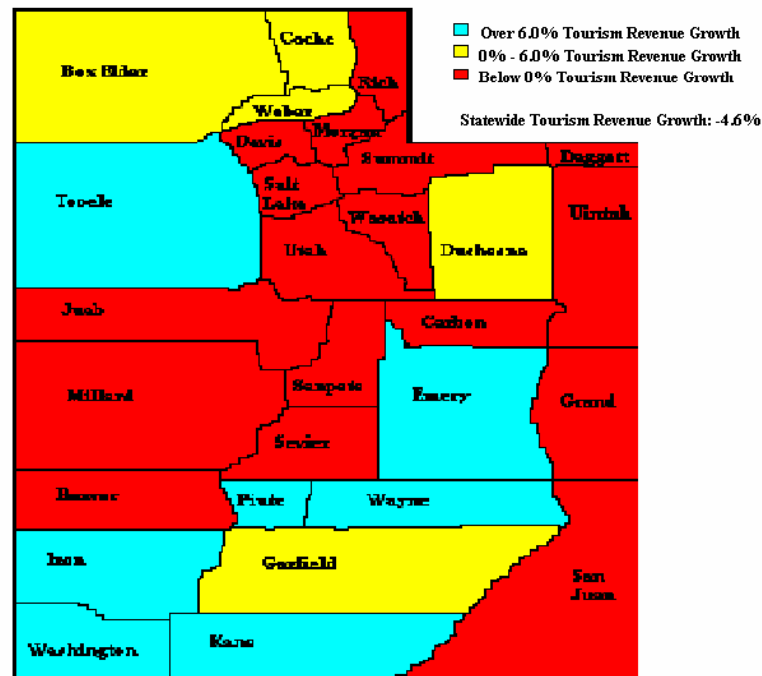 Over 6.0% Tourism Revenue Growth
0% - 6.0% Tourism Revenue Growth
Below 0% Tourism Revenue Growth
Statewide Tourism Revenue Growth: -4.6%
Cache
Box Elder
Rich
Weber
Morgan
Davis
Summit
Daggett
Salt
Lake
Tooele
Wasatch
Uintah
Utah
Duchesne
Juab
Carbon
Millard
Sanpete
Emery
Grand
Sevier
Beaver
Piute
Wayne
Iron
Garfield
San
Juan
Washington
Kane